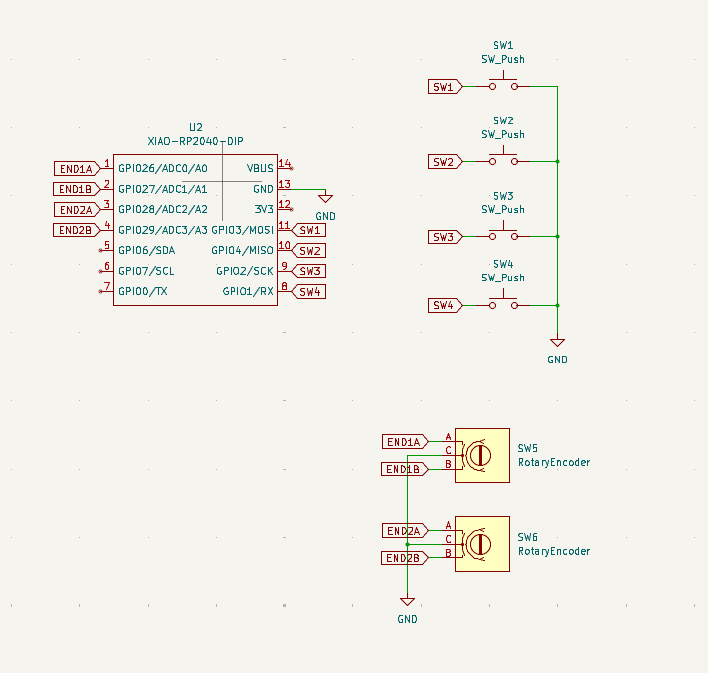 SW1
SW_Push
SW1
SW2
SW_Push
SW2
SW3
SW_Push
SW3
SW4
SW_Push
SW4
GND
U2
XIAO-RP2040-DIP
END1A 1 GPIO26/ADC0/A0 VBUS 14
END1B 2 GPIO27/ADC1/A1 GND 13
END2A 3 GPIO28/ADC2/A2 3V3 12
GND
END2B 4 GPIO29/ADC3/A3 GPIO3/MOSI 11 SW1
5 GPIO6/SDA GPIO4/MISO 10 SW2
6 GPIO7/SCL GPIO2/SCK 9 SW3
7 GPIO0/TX GPIO1/RX 8 SW4
END1A A
C
END1B B
SW5
RotaryEncoder
END2A A
C
END2B B
SW6
RotaryEncoder
GND